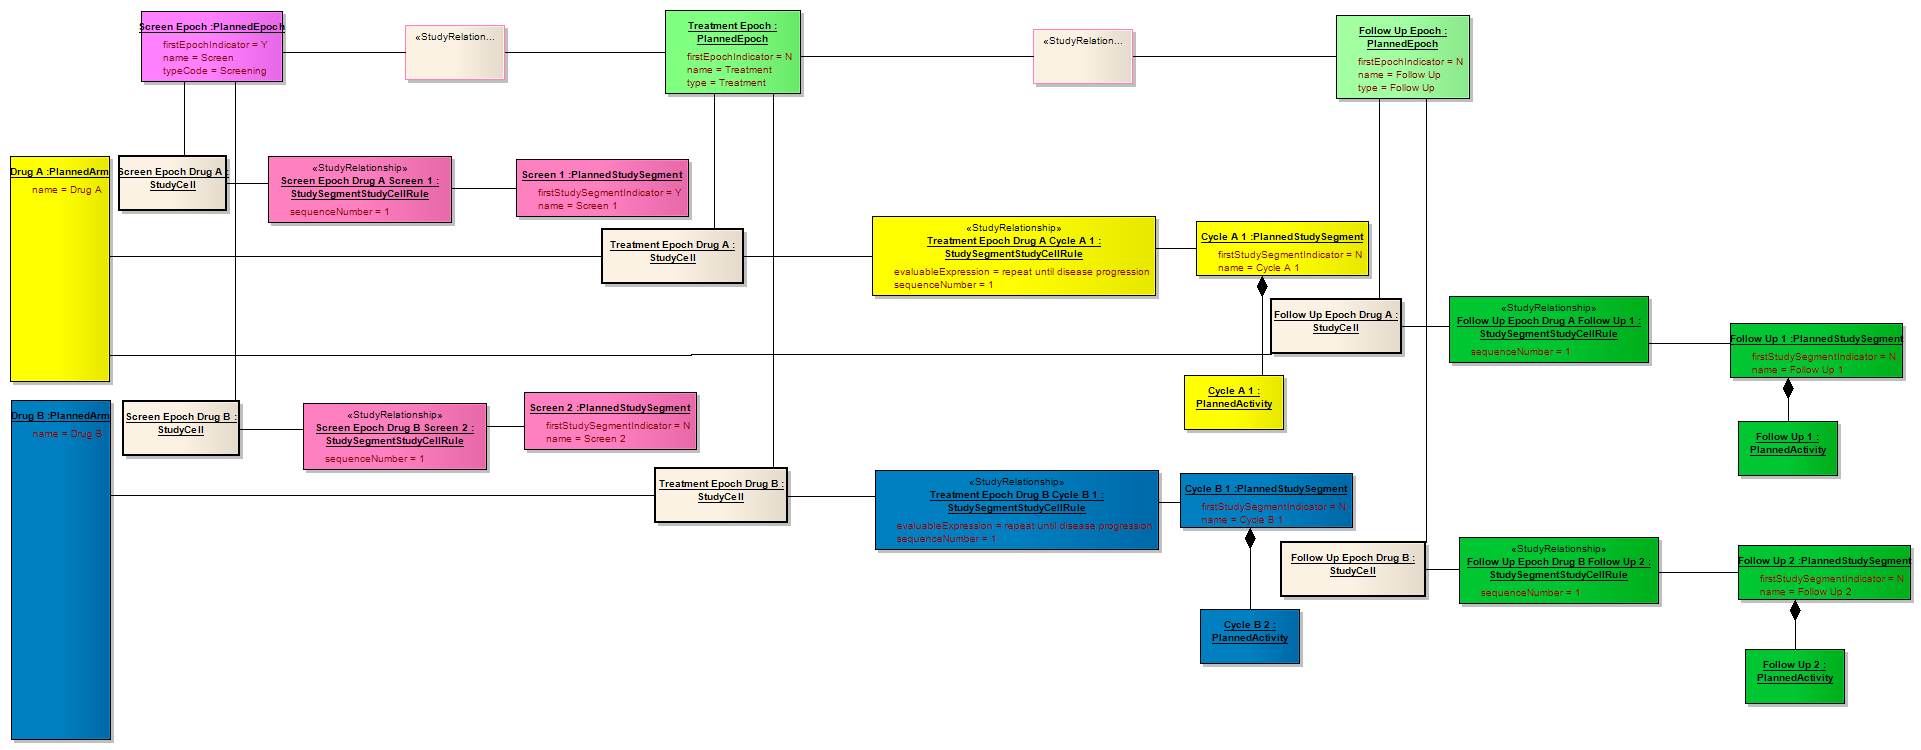 Screen Epoch :PlannedEpoch
firstEpochIndicator = Y
name = Screen
typeCode = Screening
«StudyRelation...
Treatment Epoch :
PlannedEpoch
firstEpochIndicator = N
name = Treatment
type = Treatment
«StudyRelation...
Follow Up Epoch :
PlannedEpoch
firstEpochIndicator = N
name = Follow Up
type = Follow Up
Drug A :PlannedArm
name = Drug A
Screen Epoch Drug A :
StudyCell
«StudyRelationship»
Screen Epoch Drug A Screen 1 :
StudySegmentStudyCellRule
sequenceNumber = 1
Screen 1 :PlannedStudySegment
firstStudySegmentIndicator = Y
name = Screen 1
Treatment Epoch Drug A :
StudyCell
«StudyRelationship»
Treatment Epoch Drug A Cycle A 1 :
StudySegmentStudyCellRule
evaluableExpression = repeat until disease progression
sequenceNumber = 1
Cycle A 1 :PlannedStudySegment
firstStudySegmentIndicator = N
name = Cycle A 1
Follow Up Epoch Drug A :
StudyCell
«StudyRelationship»
Follow Up Epoch Drug A Follow Up 1 :
StudySegmentStudyCellRule
sequenceNumber = 1
Follow Up 1 :PlannedStudySegment
firstStudySegmentIndicator = N
name = Follow Up 1
Cycle A 1 :
PlannedActivity
Follow Up 1 :
PlannedActivity
Drug B :PlannedArm
name = Drug B
Screen Epoch Drug B :
StudyCell
«StudyRelationship»
Screen Epoch Drug B Screen 2 :
StudySegmentStudyCellRule
sequenceNumber = 1
Screen 2 :PlannedStudySegment
firstStudySegmentIndicator = N
name = Screen 2
Treatment Epoch Drug B :
StudyCell
«StudyRelationship»
Treatment Epoch Drug B Cycle B 1 :
StudySegmentStudyCellRule
evaluableExpression = repeat until disease progression
sequenceNumber = 1
Cycle B 1 :PlannedStudySegment
firstStudySegmentIndicator = N
name = Cycle B 1
Follow Up Epoch Drug B :
StudyCell
«StudyRelationship»
Follow Up Epoch Drug B Follow Up 2 :
StudySegmentStudyCellRule
sequenceNumber = 1
Follow Up 2 :PlannedStudySegment
firstStudySegmentIndicator = N
name = Follow Up 2
Cycle B 2 :
PlannedActivity
Follow Up 2 :
PlannedActivity